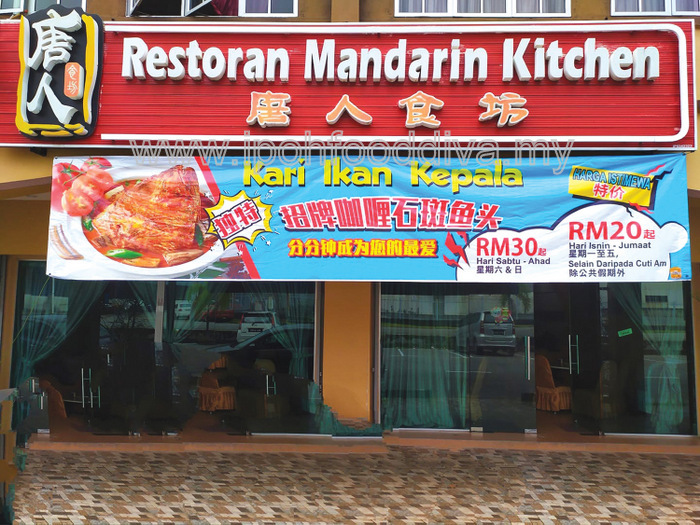 唐人
食坊
Restoran Mandarin Kitchen
唐人食坊
www.ipohfooddiva.my
Kari Ikan Kepala
HARGA ISTIMEWA
特价
独特
招牌咖喱石斑鱼头
分分钟成为您的最爱
RM30起
Hari Sabtu - Ahad
星期六 & 日
RM20起
Hari Isnin - Jumaat
星期一至五,
Selain Daripada Cuti Am
除公共假期外